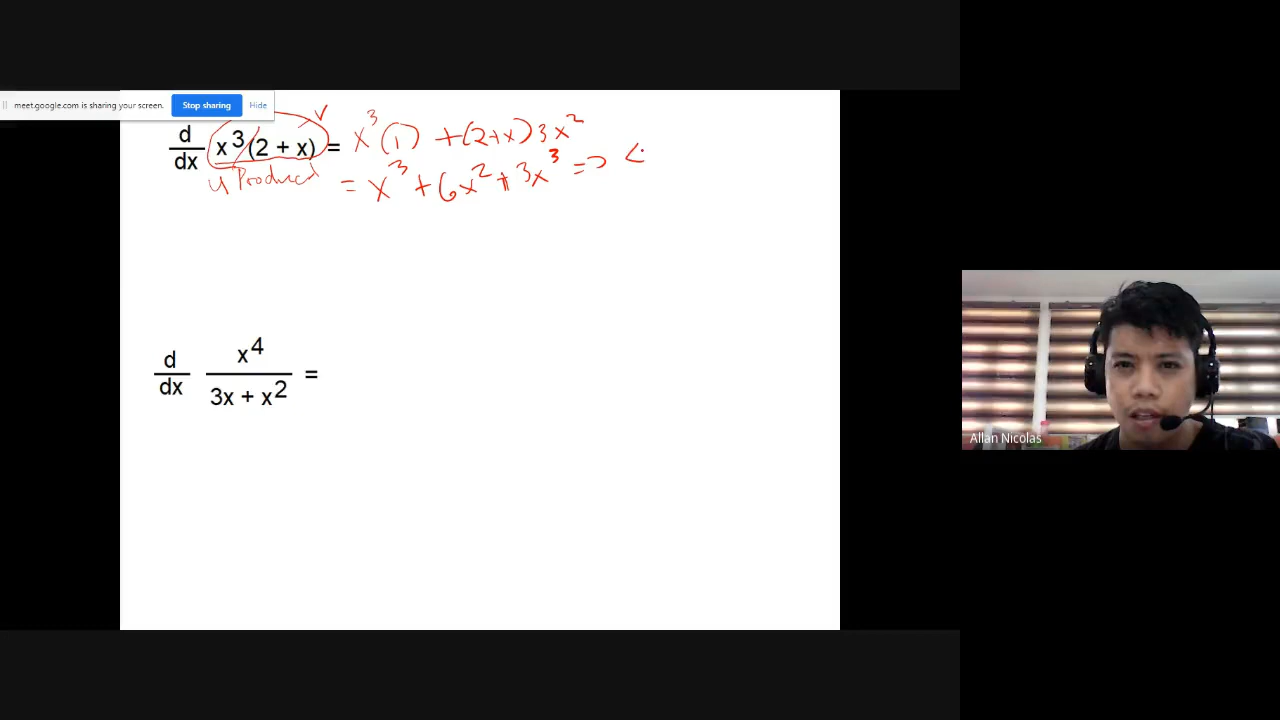 meet.google.com is sharing your screen. Stop sharing Hide
d/dx x³(2 + x) = x³(1) + (2+x)3x²
u Product v
= x³ + 6x² + 3x³ =>
d/dx x⁴/(3x + x²) =
Allan Nicolas